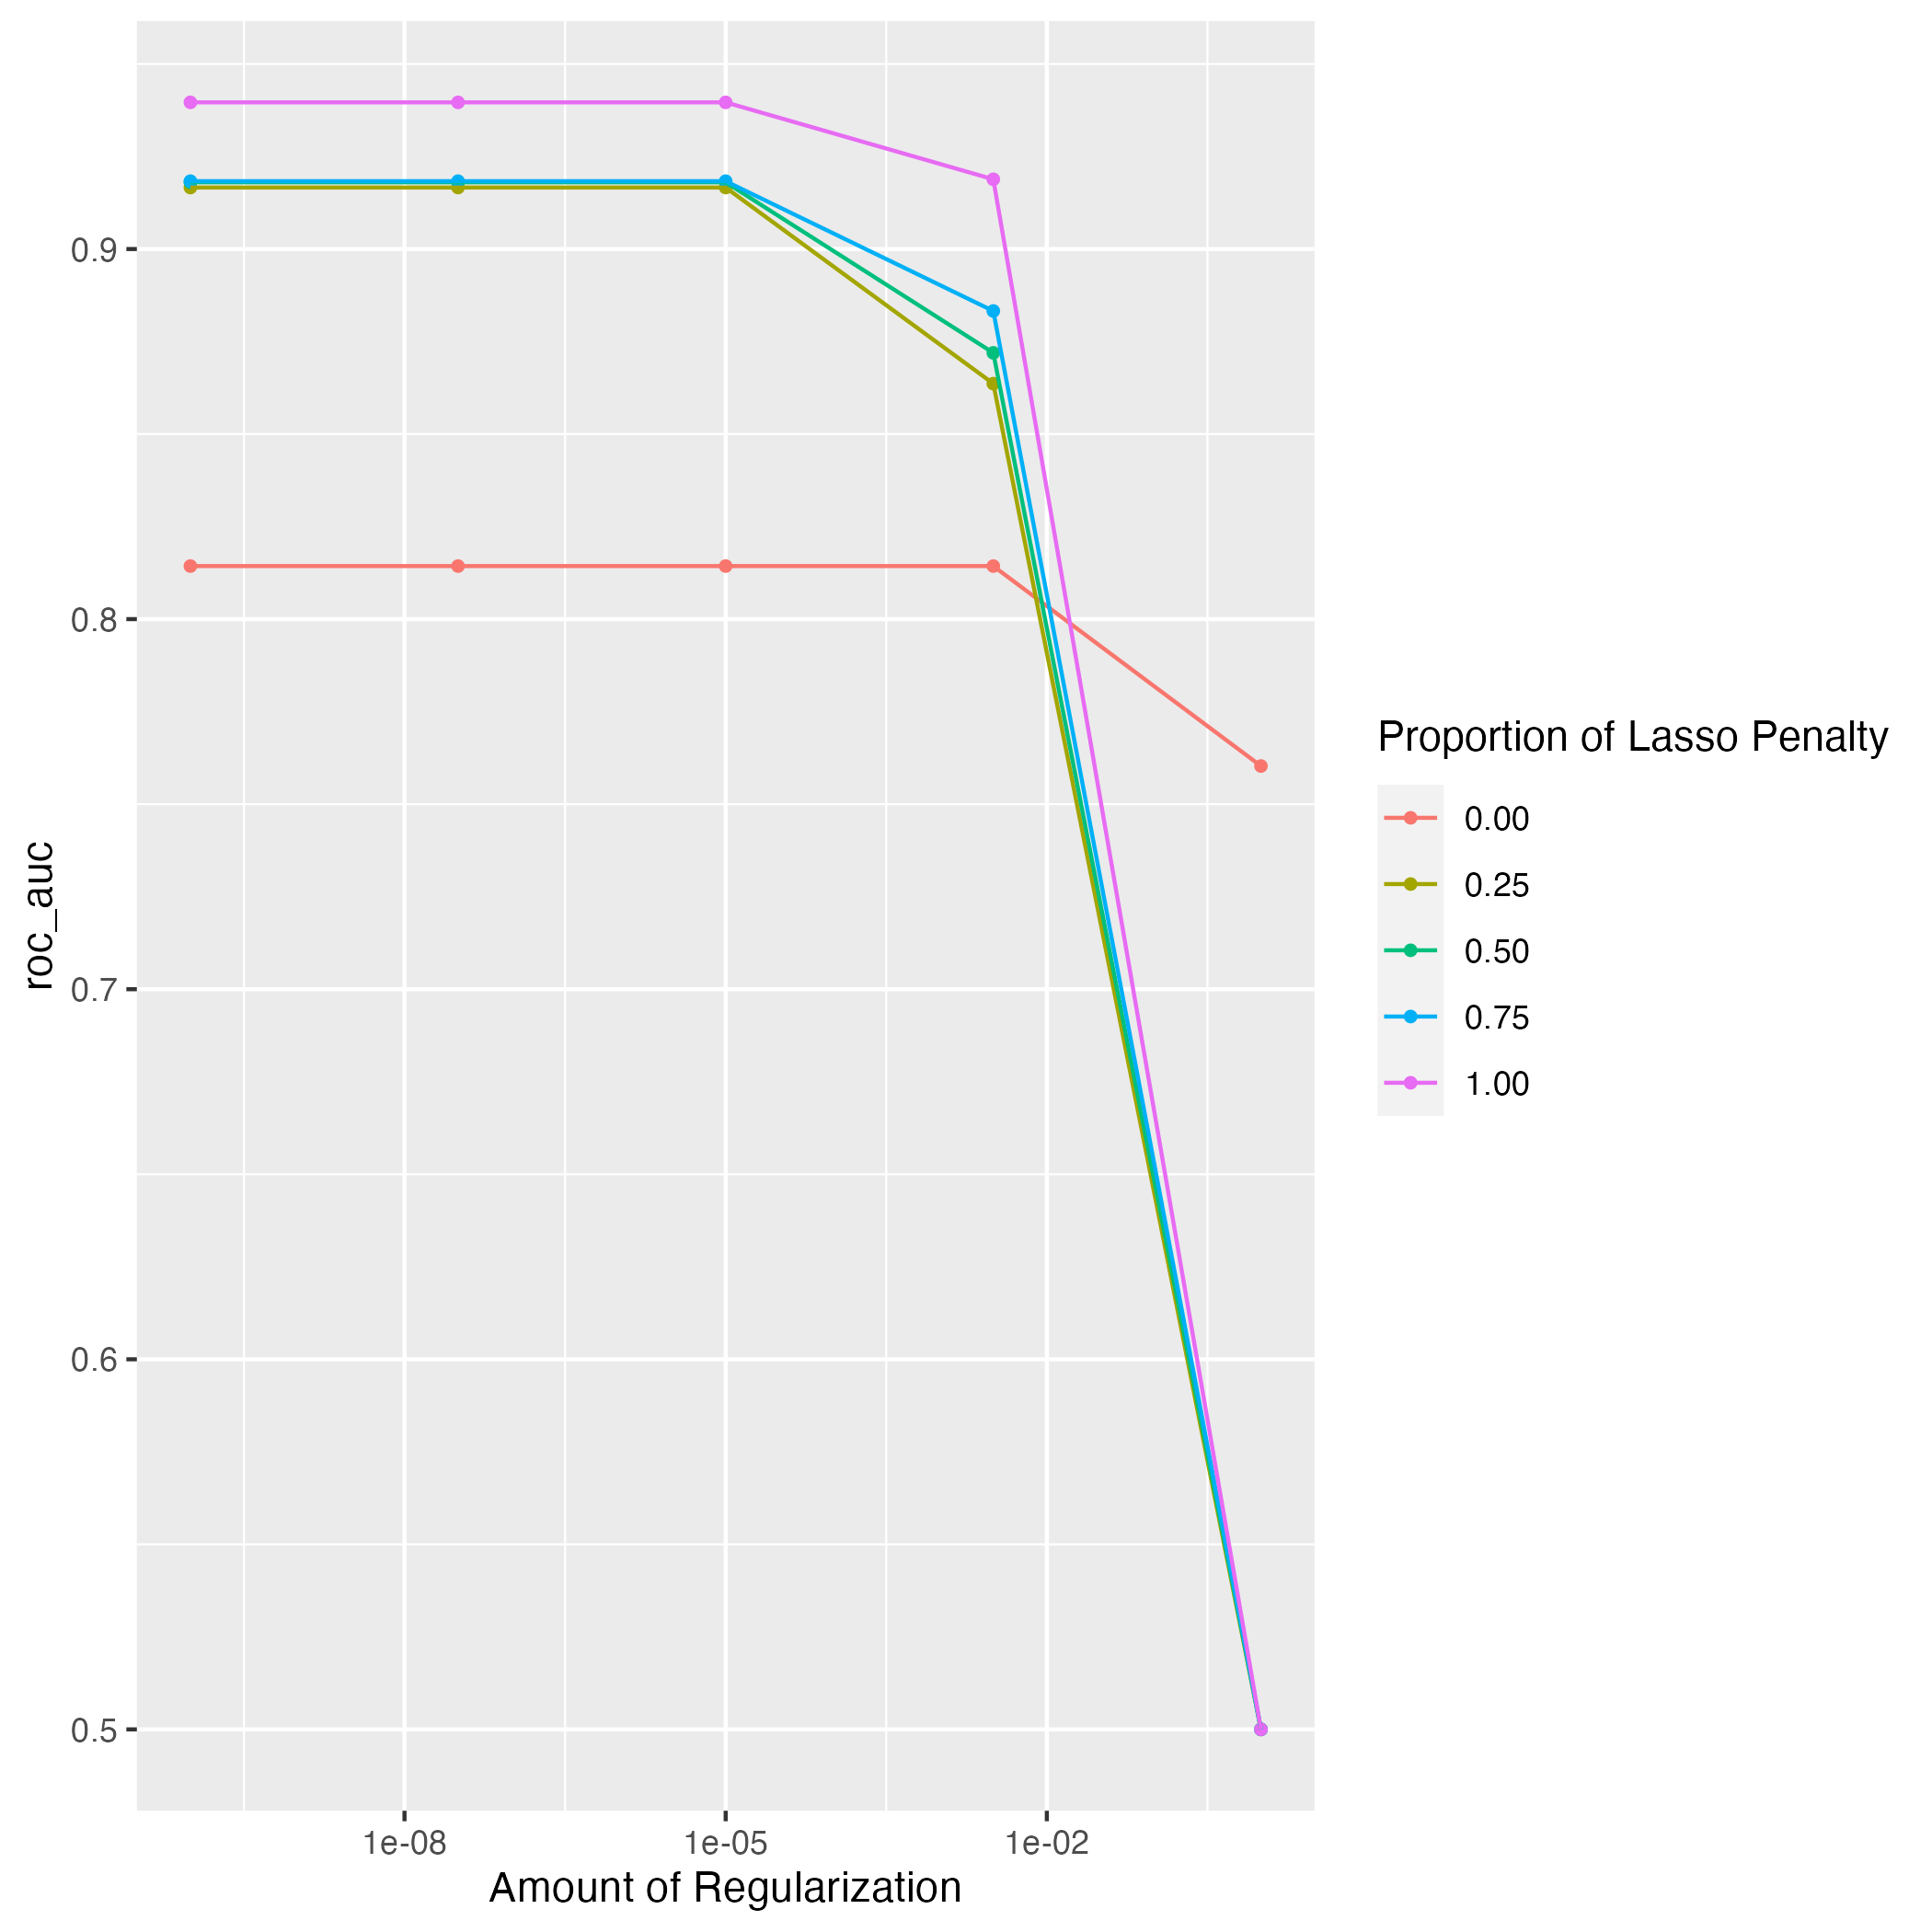 0.9
0.8
0.7
0.6
0.5
roc_auc
1e-08
1e-05
1e-02
Amount of Regularization
Proportion of Lasso Penalty
0.00
0.25
0.50
0.75
1.00